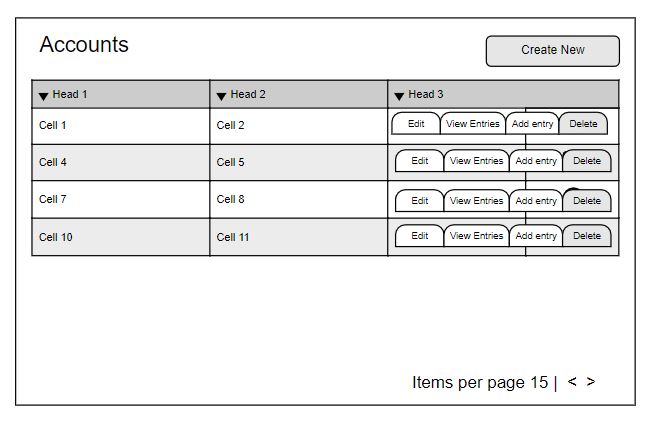 Accounts
Create New
Head 1 Head 2 Head 3
Cell 1 Cell 2 Edit View Entries Add entry Delete
Cell 4 Cell 5 Edit View Entries Add entry Delete
Cell 7 Cell 8 Edit View Entries Add entry Delete
Cell 10 Cell 11 Edit View Entries Add entry Delete
Items per page 15 | < >